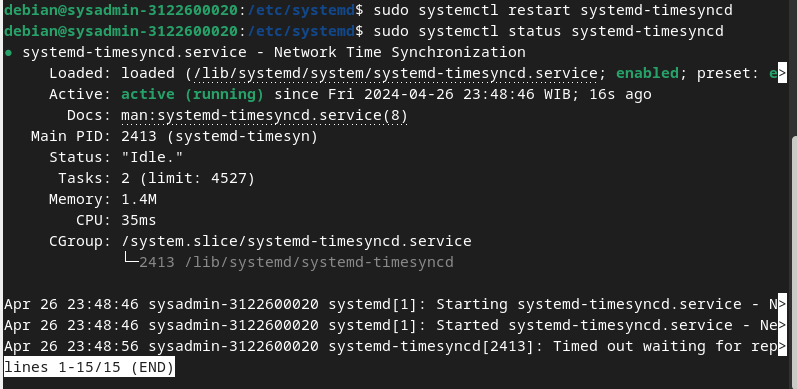 debian@sysadmin-3122600020:/etc/systemd$ sudo systemctl restart systemd-timesyncd
debian@sysadmin-3122600020:/etc/systemd$ sudo systemctl status systemd-timesyncd
● systemd-timesyncd.service - Network Time Synchronization
     Loaded: loaded (/lib/systemd/system/systemd-timesyncd.service; enabled; preset: e>
     Active: active (running) since Fri 2024-04-26 23:48:46 WIB; 16s ago
       Docs: man:systemd-timesyncd.service(8)
   Main PID: 2413 (systemd-timesyn)
     Status: "Idle."
      Tasks: 2 (limit: 4527)
     Memory: 1.4M
        CPU: 35ms
     CGroup: /system.slice/systemd-timesyncd.service
             └─2413 /lib/systemd/systemd-timesyncd

Apr 26 23:48:46 sysadmin-3122600020 systemd[1]: Starting systemd-timesyncd.service - N>
Apr 26 23:48:46 sysadmin-3122600020 systemd[1]: Started systemd-timesyncd.service - Ne>
Apr 26 23:48:56 sysadmin-3122600020 systemd-timesyncd[2413]: Timed out waiting for rep>
lines 1-15/15 (END)